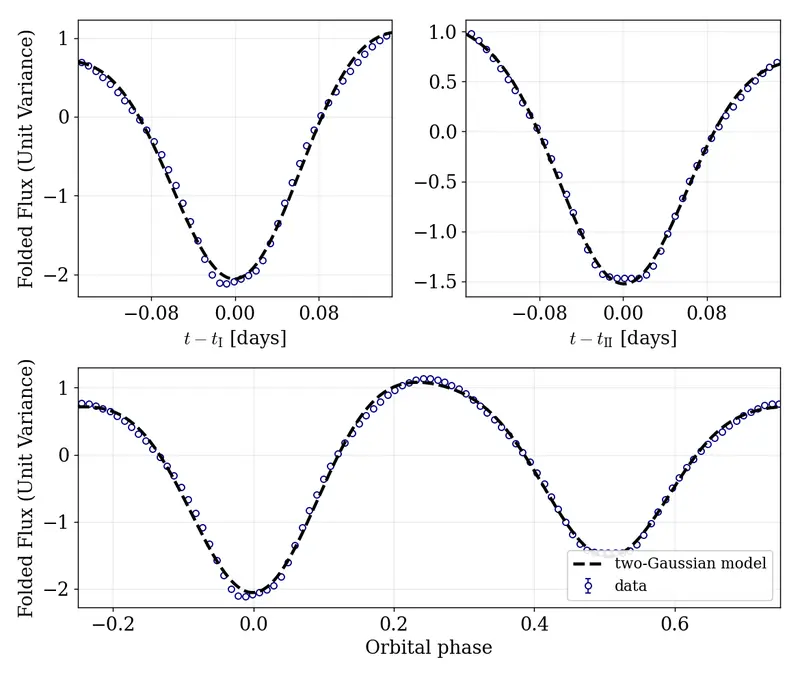 Folded Flux (Unit Variance)
1
0
−1
−2
−0.08 0.00 0.08
t − tI [days]
1.0
0.5
0.0
−0.5
−1.0
−1.5
−0.08 0.00 0.08
t − tII [days]
Folded Flux (Unit Variance)
1
0
−1
−2
two-Gaussian model
data
−0.2 0.0 0.2 0.4 0.6
Orbital phase